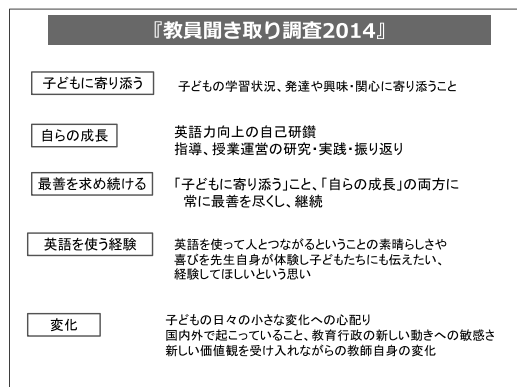 『教員聞き取り調査2014』
子どもに寄り添う
子どもの学習状況、発達や興味・関心に寄り添うこと
自らの成長
英語力向上の自己研鑽
指導、授業運営の研究・実践・振り返り
最善を求め続ける
「子どもに寄り添う」こと、「自らの成長」の両方に
常に最善を尽くし、継続
英語を使う経験
英語を使って人とつながるということの素晴らしさや
喜びを先生自身が体験し子どもたちにも伝えたい、
経験してほしいという思い
変化
子どもの日々の小さな変化への心配り
国内外で起こっていること、教育行政の新しい動きへの敏感さ
新しい価値観を受け入れながらの教師自身の変化